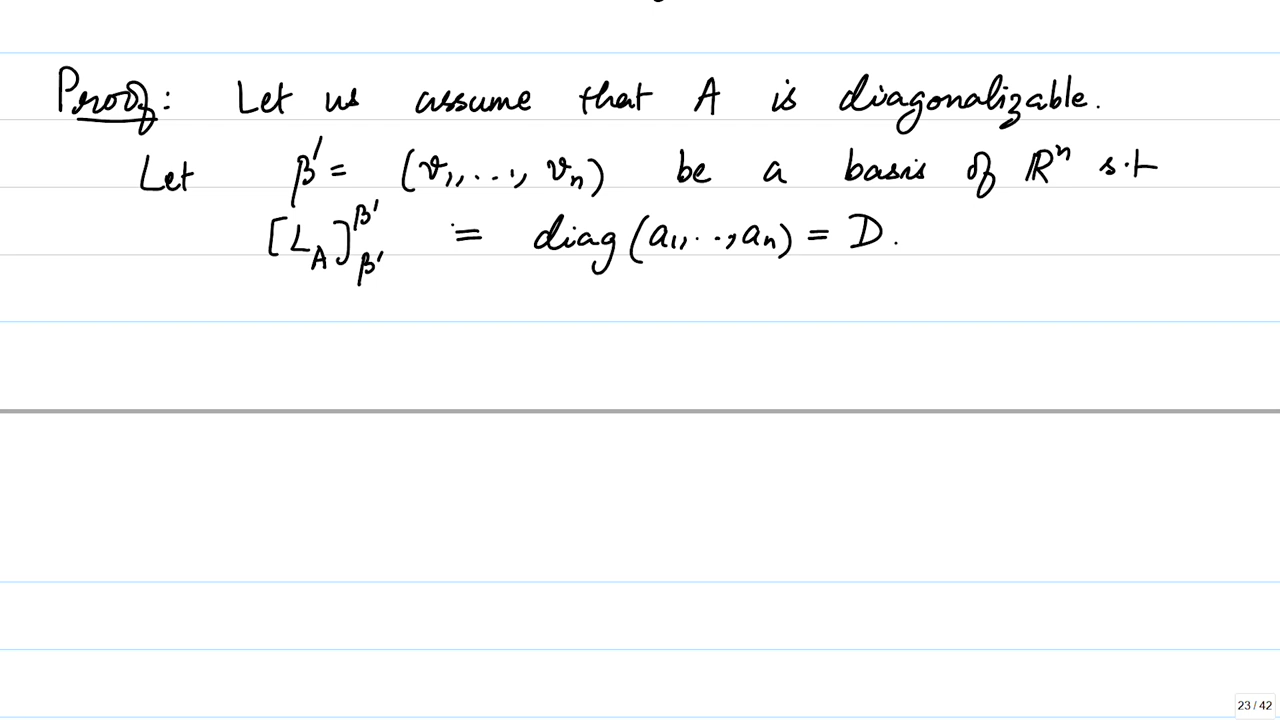 Proof: Let us assume that A is diagonalizable.
Let β' = (v₁,..., vₙ) be a basis of ℝⁿ s.t
[L_A]_β'^β' = diag (a₁,..,aₙ) = D.
23 / 42